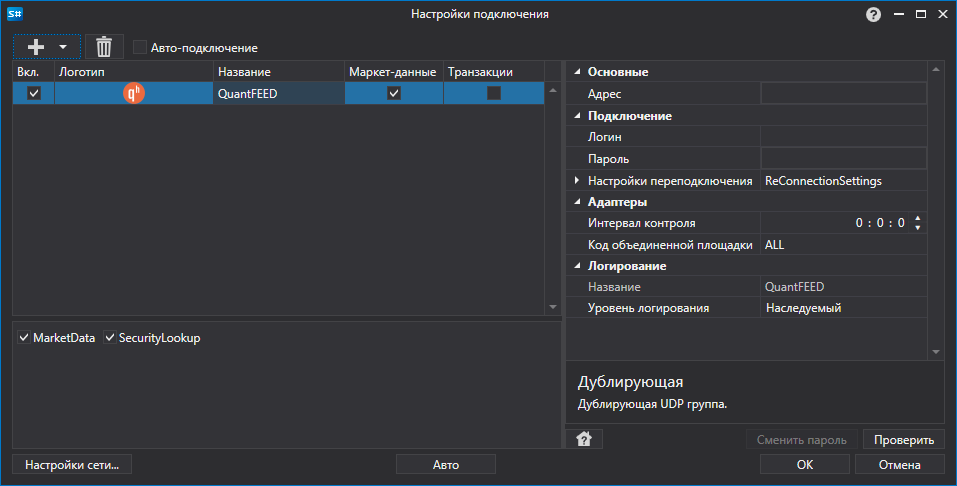 S# Настройки подключения ?
Авто-подключение
Вкл. Логотип Название Маркет-данные Транзакции
qh QuantFEED
MarketData SecurityLookup
Основные
Адрес
Подключение
Логин
Пароль
Настройки переподключения ReConnectionSettings
Адаптеры
Интервал контроля 0 : 0 : 0
Код объединенной площадки ALL
Логирование
Название QuantFEED
Уровень логирования Наследуемый
Дублирующая
Дублирующая UDP группа.
? Сменить пароль Проверить
Настройки сети... Авто OK Отмена